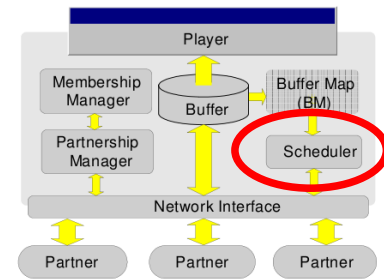 Player
Membership
Manager
Buffer
Buffer Map
(BM)
Partnership
Manager
Scheduler
Network Interface
Partner
Partner
Partner